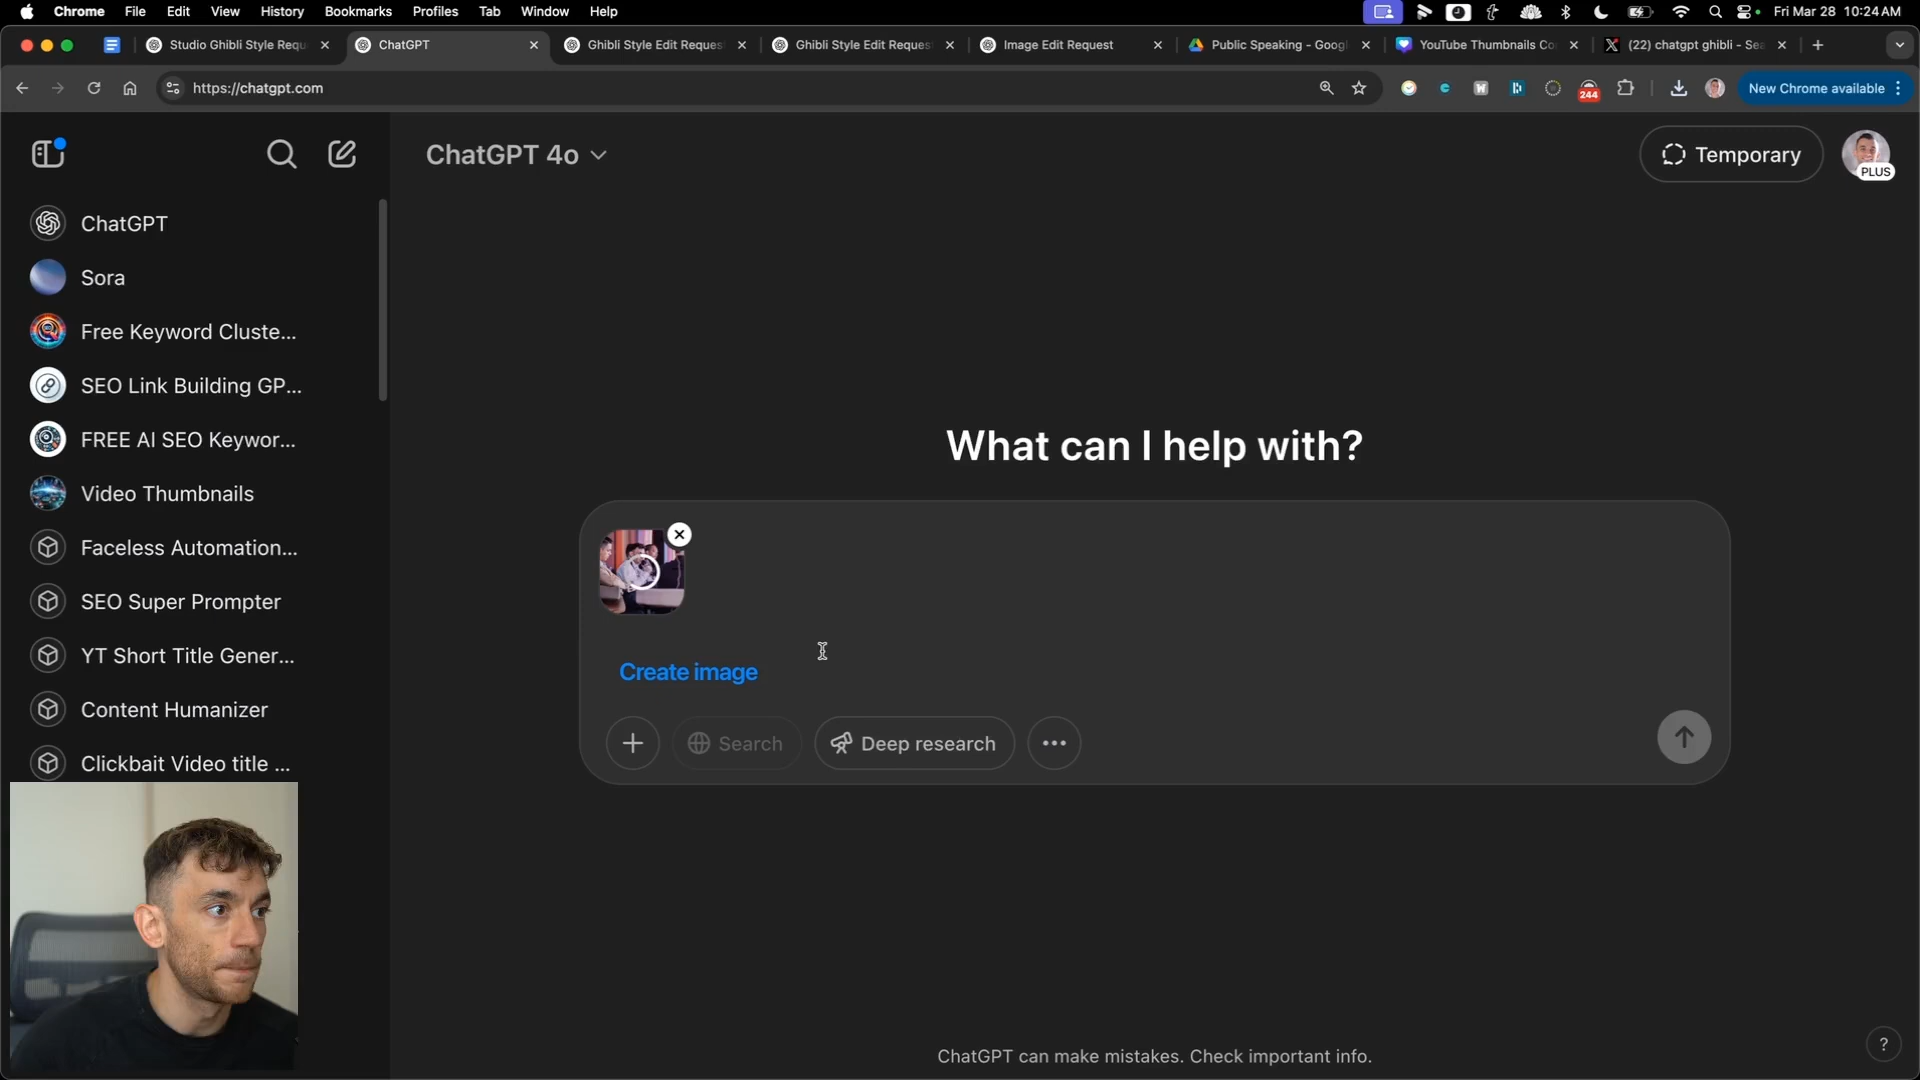 Chrome File Edit View History Bookmarks Profiles Tab Window Help Fri Mar 28 10:24 AM
Studio Ghibli Style Requ ChatGPT Ghibli Style Edit Reques Ghibli Style Edit Reques Image Edit Request Public Speaking - Googl YouTube Thumbnails Co (22) chatgpt ghibli - Sea
https://chatgpt.com 244 New Chrome available
ChatGPT 4o Temporary
PLUS
ChatGPT
Sora
Free Keyword Cluste...
SEO Link Building GP...
FREE AI SEO Keywor...
Video Thumbnails
Faceless Automation...
SEO Super Prompter
YT Short Title Gener...
Content Humanizer
Clickbait Video title ...
What can I help with?
Create image
Search Deep research
ChatGPT can make mistakes. Check important info.
?